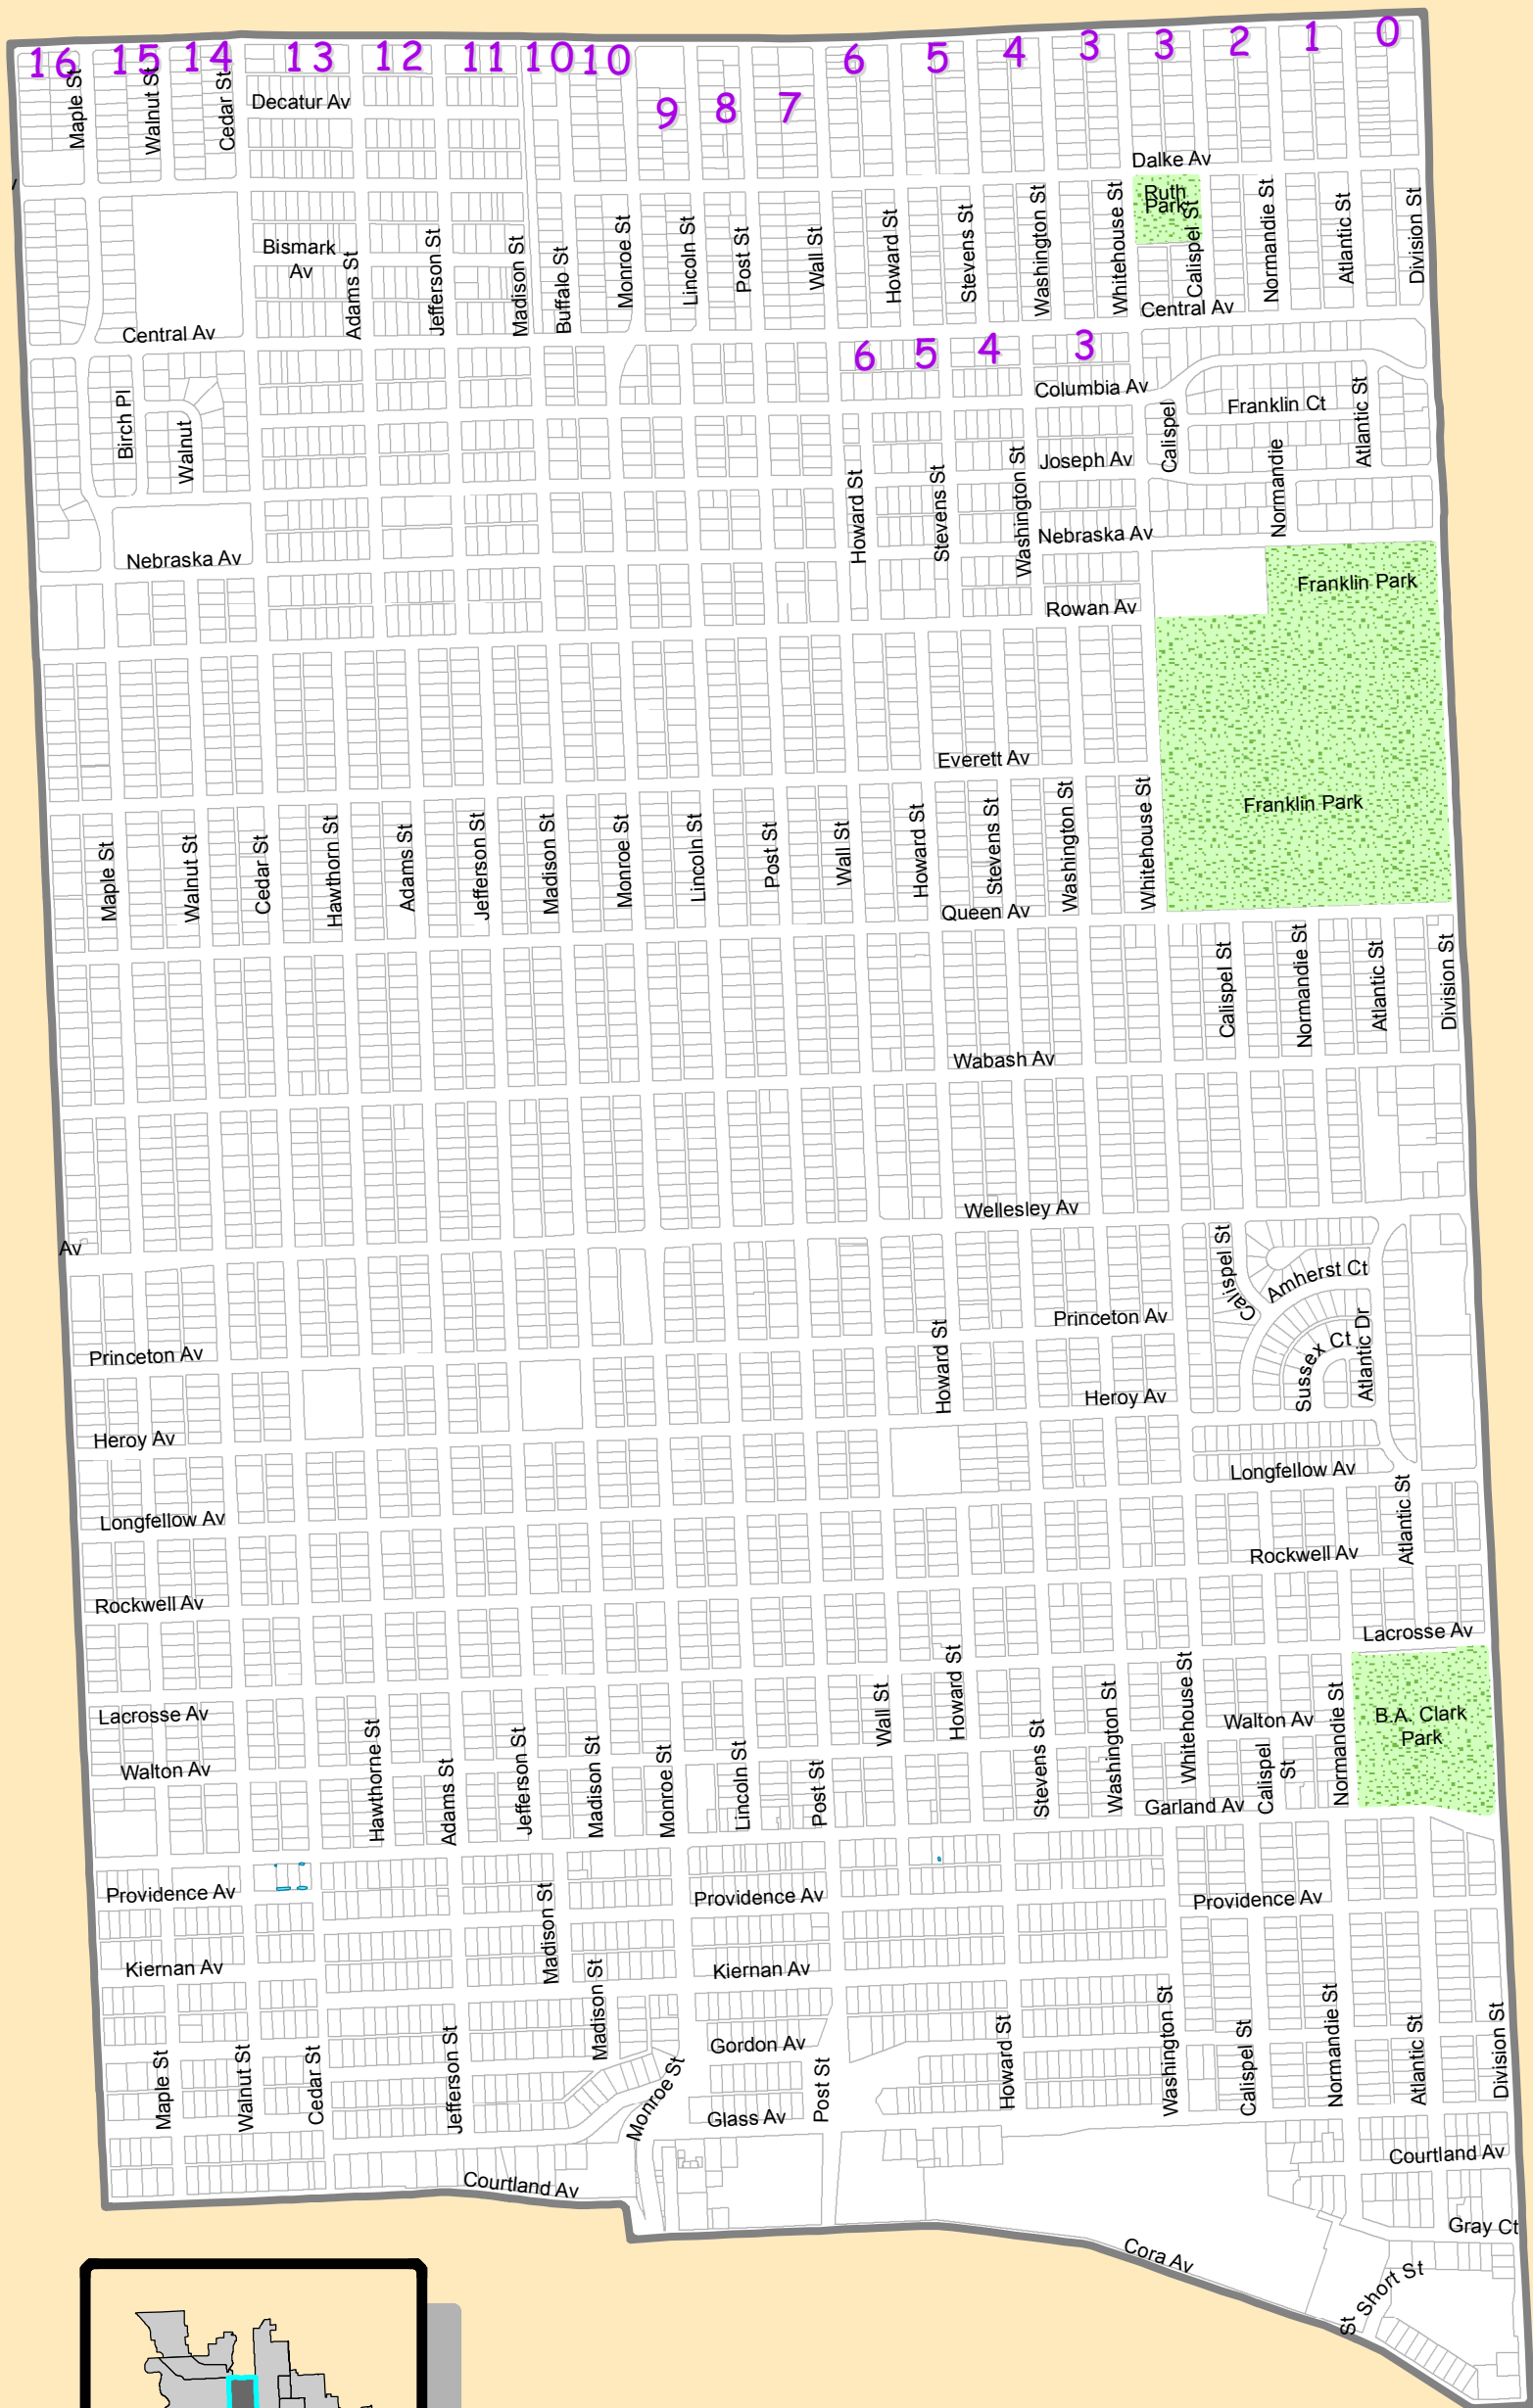 16 15 14 13 12 11 10 10 6 5 4 3 3 2 1 0
9 8 7
Maple St
Walnut St
Cedar St
Decatur Av
Dalke Av
Ruth
Park
Bismark
Av
Adams St
Jefferson St
Madison St
Buffalo St
Monroe St
Lincoln St
Post St
Wall St
Howard St
Stevens St
Washington St
Whitehouse St
Calispel St
Normandie St
Atlantic St
Division St
Central Av
Central Av
6 5 4 3
Columbia Av
Franklin Ct
Birch Pl
Walnut
Calispel
Atlantic St
Joseph Av
Normandie
Howard St
Stevens St
Washington St
Nebraska Av
Nebraska Av
Franklin Park
Rowan Av
Everett Av
Franklin Park
Maple St
Walnut St
Cedar St
Hawthorn St
Adams St
Jefferson St
Madison St
Monroe St
Lincoln St
Post St
Wall St
Howard St
Stevens St
Washington St
Whitehouse St
Queen Av
Calispel St
Normandie St
Atlantic St
Division St
Wabash Av
Wellesley Av
Av
Calispel St
Amherst Ct
Princeton Av
Princeton Av
Sussex Ct
Atlantic Dr
Howard St
Heroy Av
Heroy Av
Longfellow Av
Longfellow Av
Atlantic St
Rockwell Av
Rockwell Av
Lacrosse Av
Lacrosse Av
Walton Av
Walton Av
B.A. Clark
Park
Hawthorne St
Adams St
Jefferson St
Madison St
Monroe St
Lincoln St
Post St
Wall St
Howard St
Stevens St
Washington St
Whitehouse St
Calispel
St
Normandie St
Garland Av
Providence Av
Providence Av
Providence Av
Madison St
Kiernan Av
Kiernan Av
Madison St
Gordon Av
Maple St
Walnut St
Cedar St
Jefferson St
Monroe St
Post St
Howard St
Washington St
Calispel St
Normandie St
Atlantic St
Division St
Glass Av
Courtland Av
Courtland Av
Gray Ct
Cora Av
Short St
St